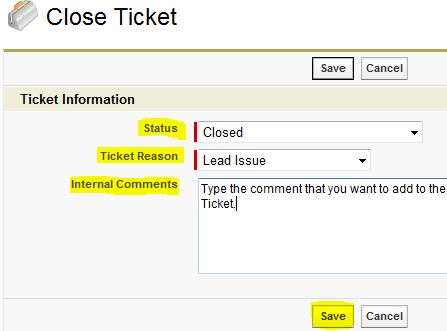 Close Ticket
Save Cancel
Ticket Information
Status Closed
Ticket Reason Lead Issue
Internal Comments Type the comment that you want to add to the
Ticket.
Save Cancel